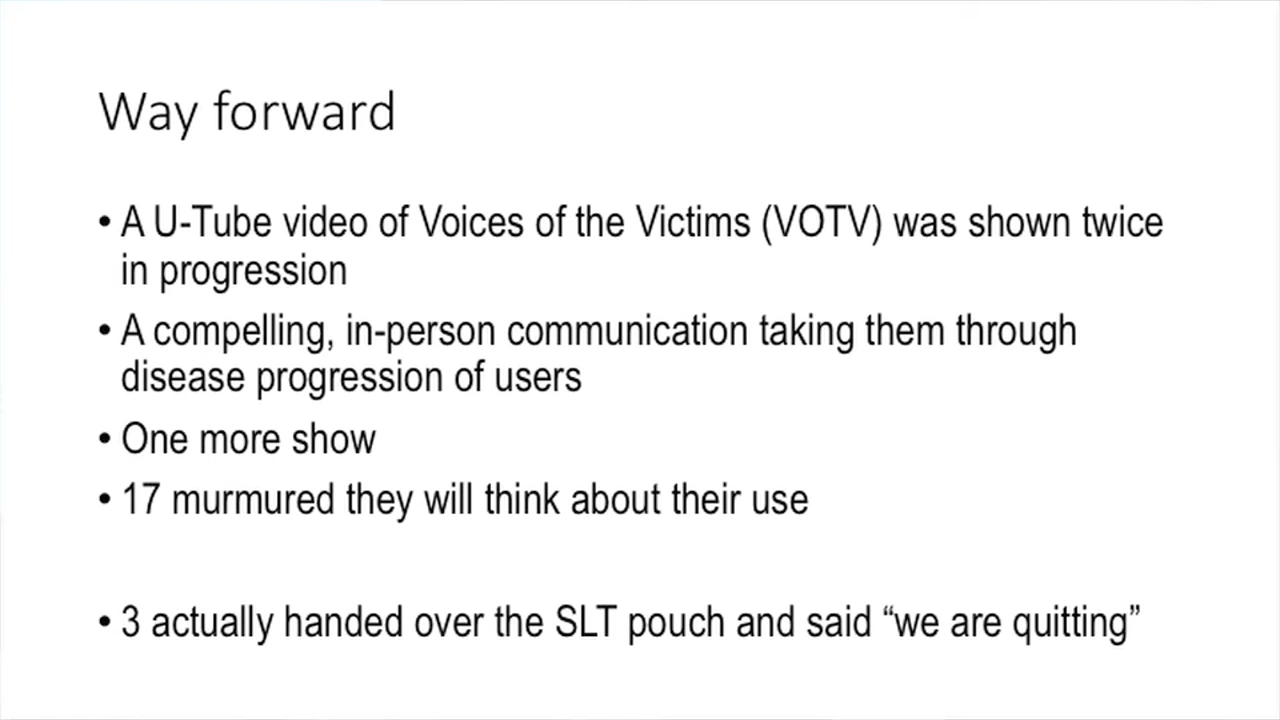 Way forward
• A U-Tube video of Voices of the Victims (VOTV) was shown twice
in progression
• A compelling, in-person communication taking them through
disease progression of users
• One more show
• 17 murmured they will think about their use
• 3 actually handed over the SLT pouch and said “we are quitting”